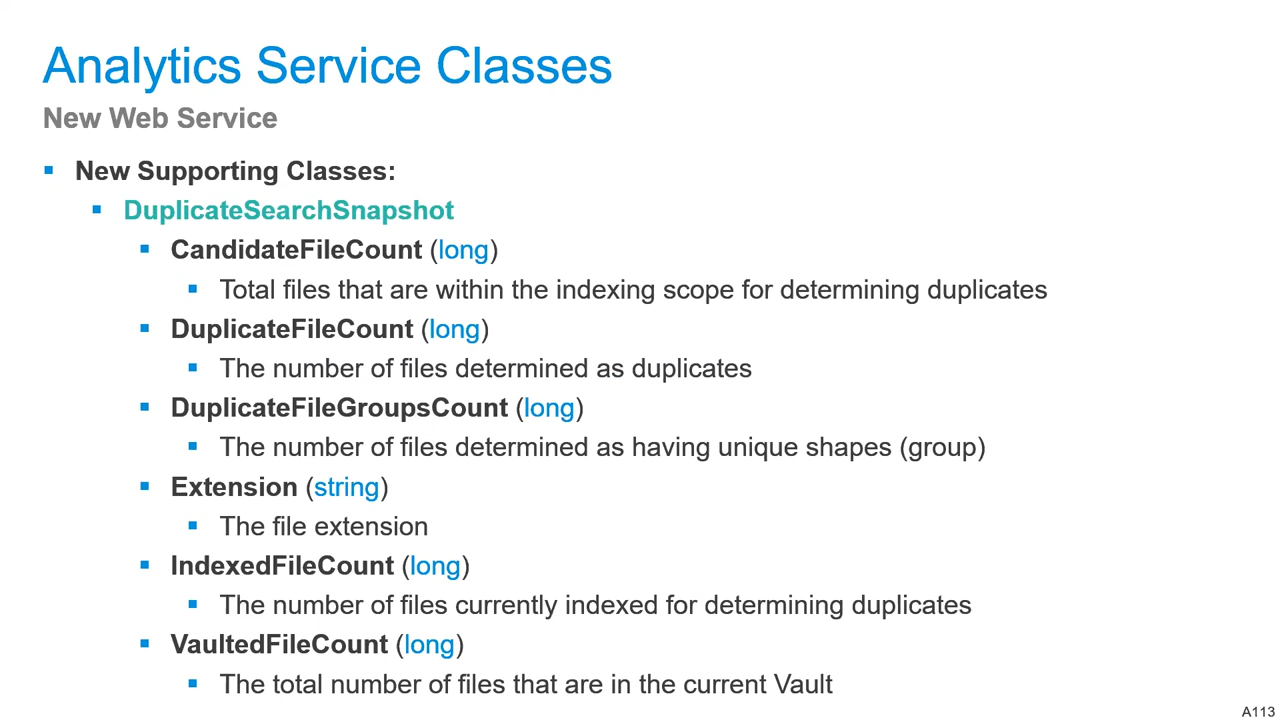 Analytics Service Classes
New Web Service
New Supporting Classes:
DuplicateSearchSnapshot
CandidateFileCount (long)
Total files that are within the indexing scope for determining duplicates
DuplicateFileCount (long)
The number of files determined as duplicates
DuplicateFileGroupsCount (long)
The number of files determined as having unique shapes (group)
Extension (string)
The file extension
IndexedFileCount (long)
The number of files currently indexed for determining duplicates
VaultedFileCount (long)
The total number of files that are in the current Vault
A113